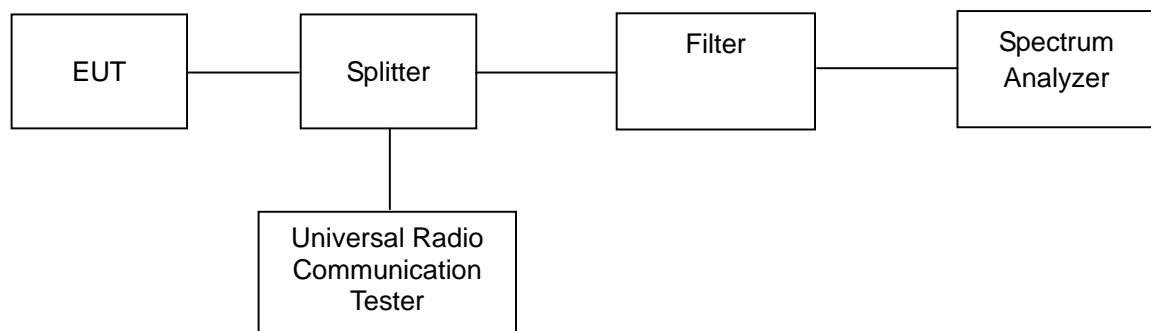 EUT
Splitter
Filter
Spectrum
Analyzer
Universal Radio
Communication
Tester